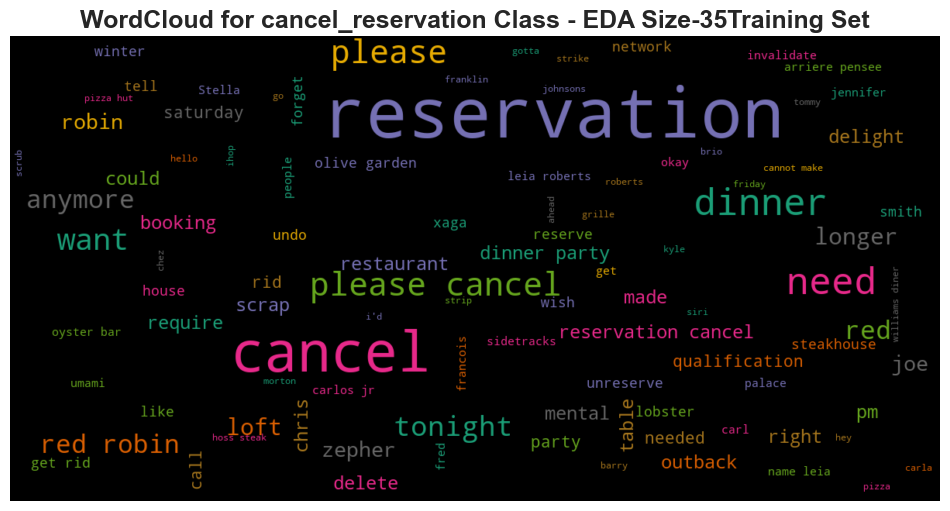 WordCloud for cancel_reservation Class - EDA Size-35Training Set
winter
please
gotta
strike
network
invalidate
arriere pensee
tell
Stella
franklin
johnsons
jennifer
pizza hut
go
forget
tommy
saturday
reservation
robin
delight
scrub
hello
ihop
olive garden
okay
brio
cannot make
could
people
leia roberts
roberts
friday
anymore
ahead
dinner
smith
booking
xaga
grille
want
undo
reserve
longer
chez
dinner party
kyle
restaurant
get
house
rid
please cancel
need
williams diner
scrap
strip
wish
made
siri
require
i'd
oyster bar
reservation cancel
red
cancel
sidetracks
steakhouse
francois
qualification
joe
umami
morton
carlos jr
unreserve
palace
like
chris
mental
lobster
pm
loft
tonight
table
carl
red robin
hoss steak
fred
party
needed
right
hey
get rid
call
zepher
barry
outback
name leia
carla
delete
pizza